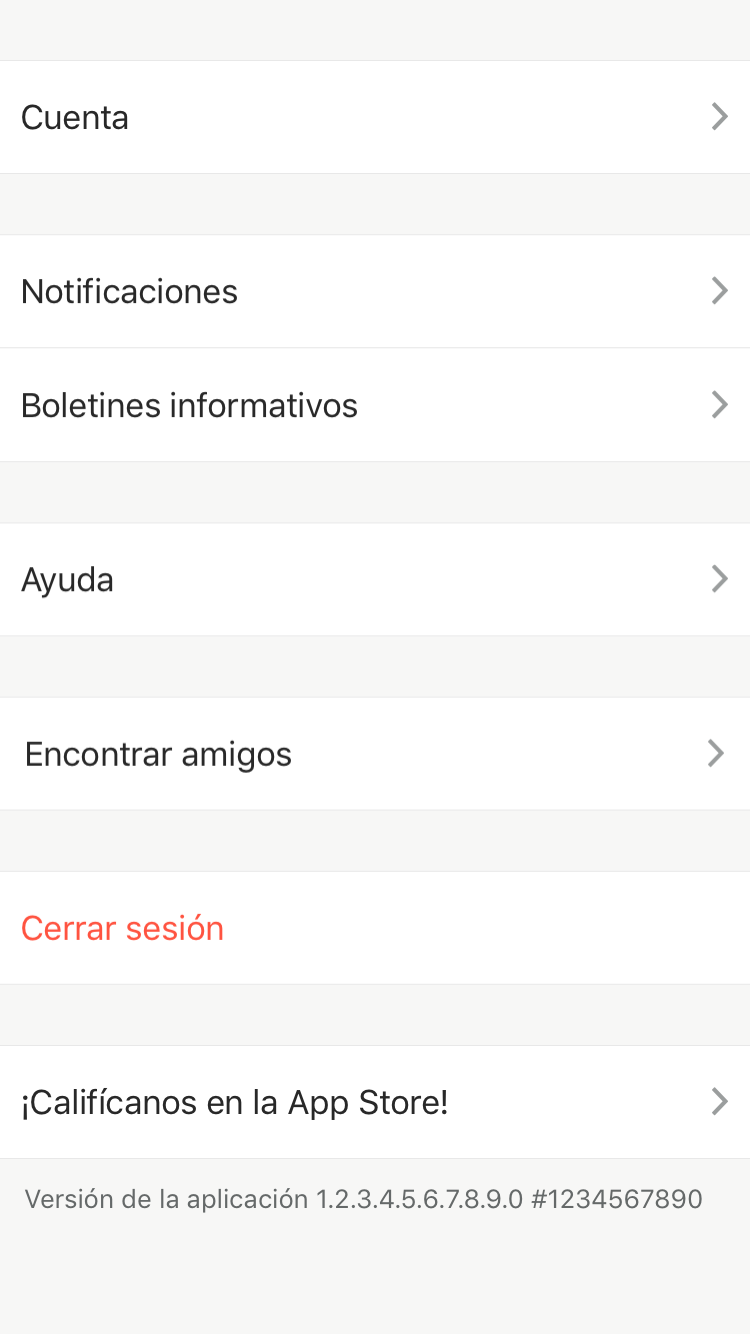 Cuenta
Notificaciones
Boletines informativos
Ayuda
Encontrar amigos
Cerrar sesión
¡Califícanos en la App Store!
Versión de la aplicación 1.2.3.4.5.6.7.8.9.0 #1234567890